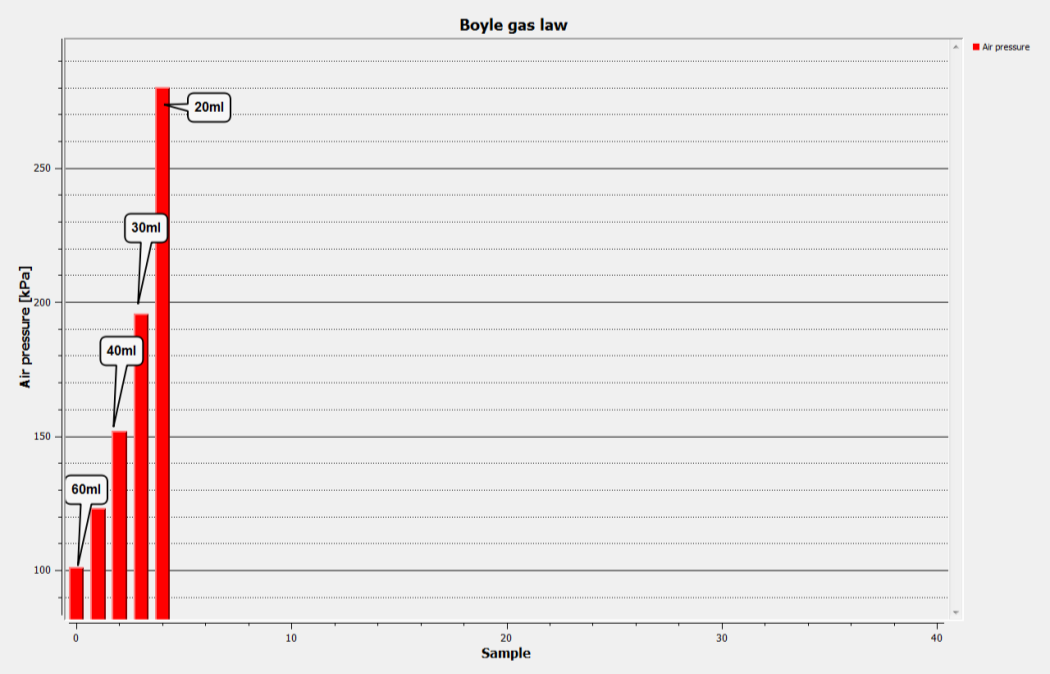 Boyle gas law
Air pressure
20ml
250
30ml
200
Air pressure [kPa]
40ml
150
60ml
100
0 10 20 30 40
Sample